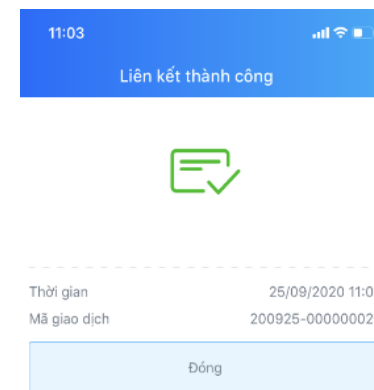 11:03
Liên kết thành công
Thời gian 25/09/2020 11:0
Mã giao dịch 200925-00000002
Đóng